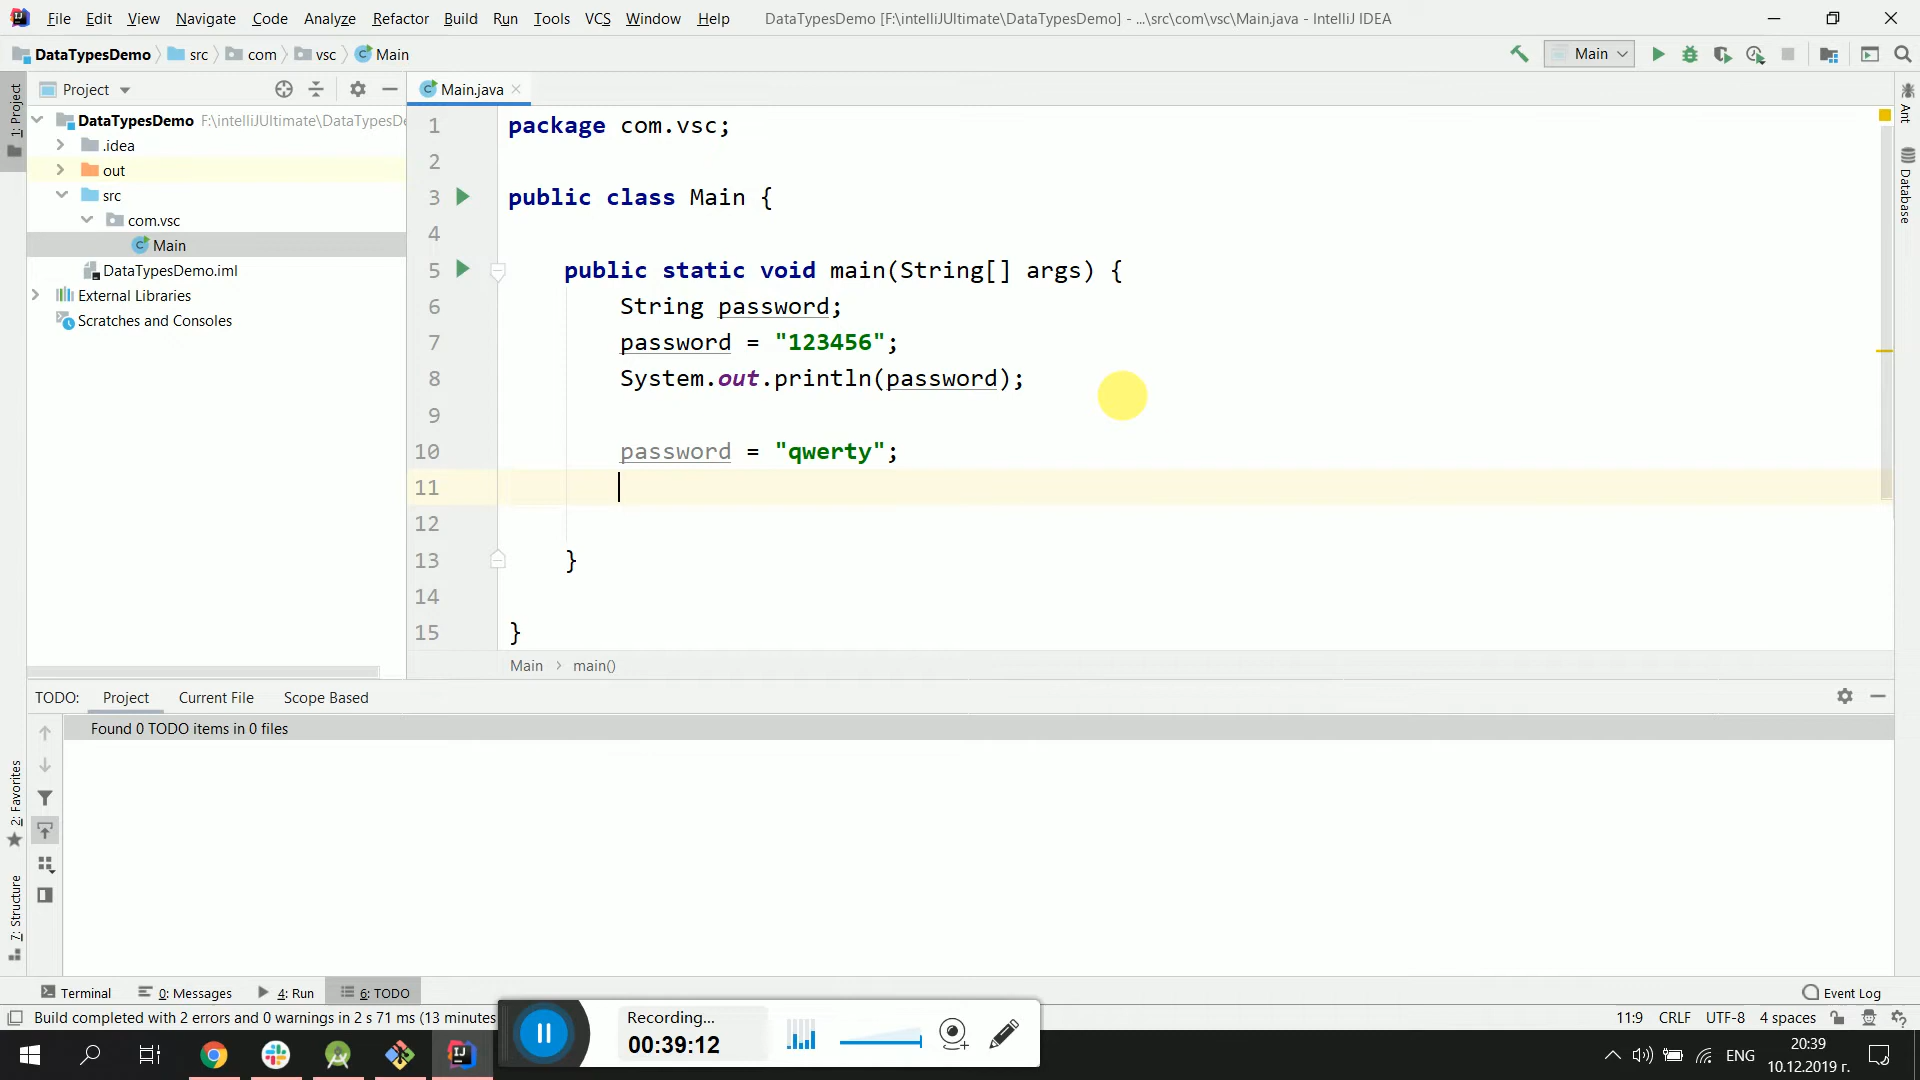 File Edit View Navigate Code Analyze Refactor Build Run Tools VCS Window Help DataTypesDemo [F:\intelliJUltimate\DataTypesDemo] - ...\src\com\vsc\Main.java - IntelliJ IDEA
DataTypesDemo src com vsc Main Main
1: Project
Project
DataTypesDemo F:\intelliJUltimate\DataTypesD
.idea
out
src
com.vsc
Main
DataTypesDemo.iml
External Libraries
Scratches and Consoles
Main.java
1 package com.vsc;
2
3 public class Main {
4
5 public static void main(String[] args) {
6 String password;
7 password = "123456";
8 System.out.println(password);
9
10 password = "qwerty";
11
12
13 }
14
15 }
Main main()
Ant
Database
TODO: Project Current File Scope Based
Found 0 TODO items in 0 files
2: Favorites
7: Structure
Terminal 0: Messages 4: Run 6: TODO Event Log
Build completed with 2 errors and 0 warnings in 2 s 71 ms (13 minutes 11:9 CRLF UTF-8 4 spaces
Recording...
00:39:12
ENG
20:39
10.12.2019 г.